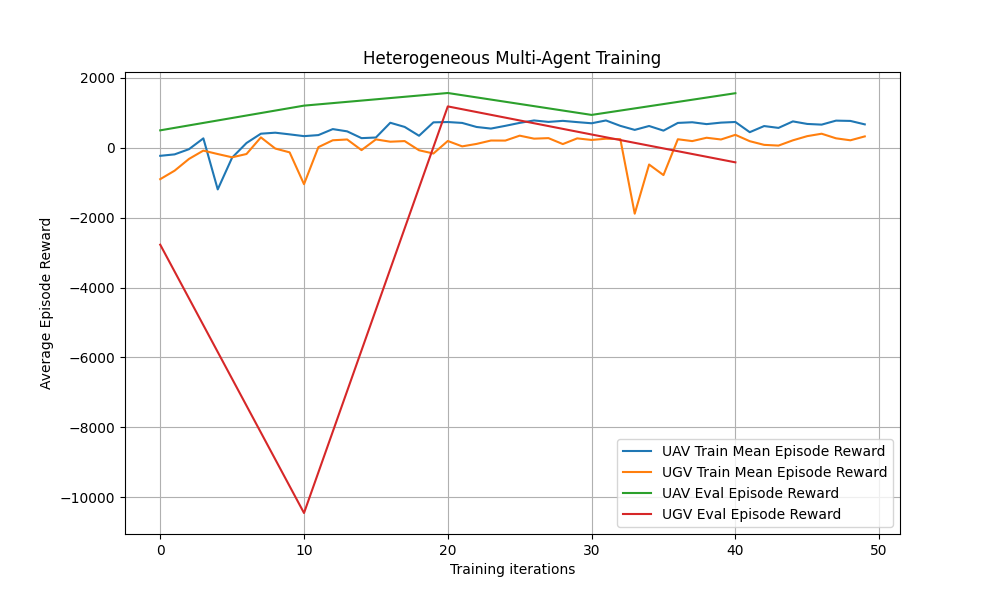 Heterogeneous Multi-Agent Training
2000
0
−2000
−4000
−6000
−8000
−10000
Average Episode Reward
0
10
20
30
40
50
Training iterations
UAV Train Mean Episode Reward
UGV Train Mean Episode Reward
UAV Eval Episode Reward
UGV Eval Episode Reward